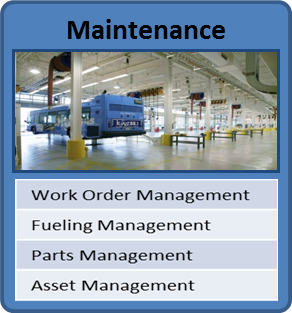 Maintenance
Work Order Management
Fueling Management
Parts Management
Asset Management